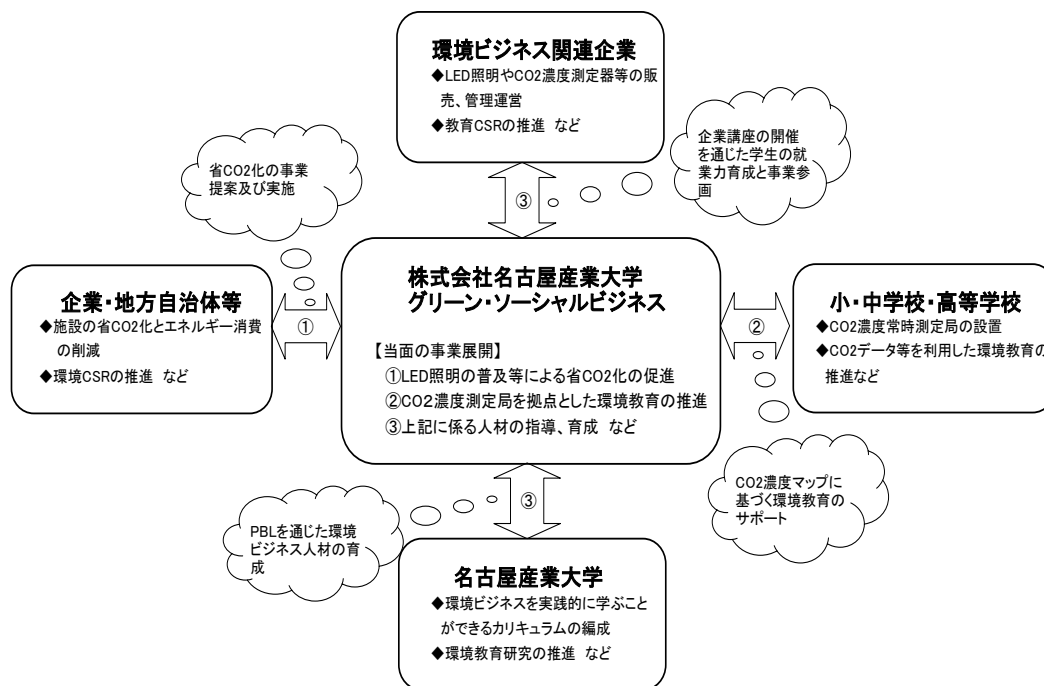 環境ビジネス関連企業
◆LED照明やCO2濃度測定器等の販
売、管理運営
◆教育CSRの推進 など
企業講座の開催
を通じた学生の就
業力育成と事業参
画
省CO2化の事業
提案及び実施
③
株式会社名古屋産業大学
グリーン・ソーシャルビジネス
【当面の事業展開】
①LED照明の普及等による省CO2化の促進
②CO2濃度測定局を拠点とした環境教育の推進
③上記に係る人材の指導、育成 など
企業・地方自治体等
◆施設の省CO2化とエネルギー消費
の削減
◆環境CSRの推進 など
①
②
小・中学校・高等学校
◆CO2濃度常時測定局の設置
◆CO2データ等を利用した環境教育の
推進など
CO2濃度マップに
基づく環境教育の
サポート
③
PBLを通じた環境
ビジネス人材の育
成
名古屋産業大学
◆環境ビジネスを実践的に学ぶこと
ができるカリキュラムの編成
◆環境教育研究の推進 など